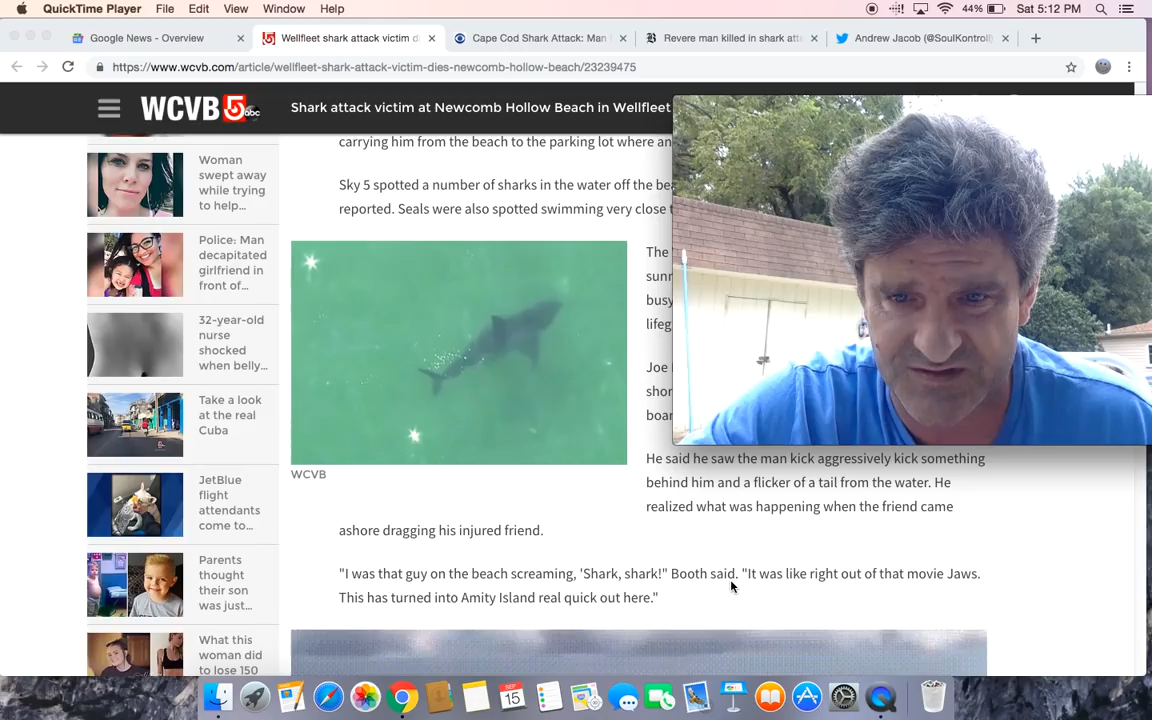 QuickTime Player File Edit View Window Help 44% Sat 5:12 PM
Google News - Overview
Wellfleet shark attack victim d
Cape Cod Shark Attack: Man
Revere man killed in shark att
Andrew Jacob (@SoulKontroll
https://www.wcvb.com/article/wellfleet-shark-attack-victim-dies-newcomb-hollow-beach/23239475
WCVB 5 abc
Shark attack victim at Newcomb Hollow Beach in Wellfleet
Woman
swept away
while trying
to help...
Police: Man
decapitated
girlfriend in
front of...
32-year-old
nurse
shocked
when belly...
Take a look
at the real
Cuba
JetBlue
flight
attendants
come to...
Parents
thought
their son
was just...
What this
woman did
to lose 150
carrying him from the beach to the parking lot where an
Sky 5 spotted a number of sharks in the water off the bea
reported. Seals were also spotted swimming very close t
WCVB
The
sunn
busy
lifeg
Joe
shor
boar
He said he saw the man kick aggressively kick something
behind him and a flicker of a tail from the water. He
realized what was happening when the friend came
ashore dragging his injured friend.
"I was that guy on the beach screaming, 'Shark, shark!" Booth said. "It was like right out of that movie Jaws.
This has turned into Amity Island real quick out here."
SEP
15